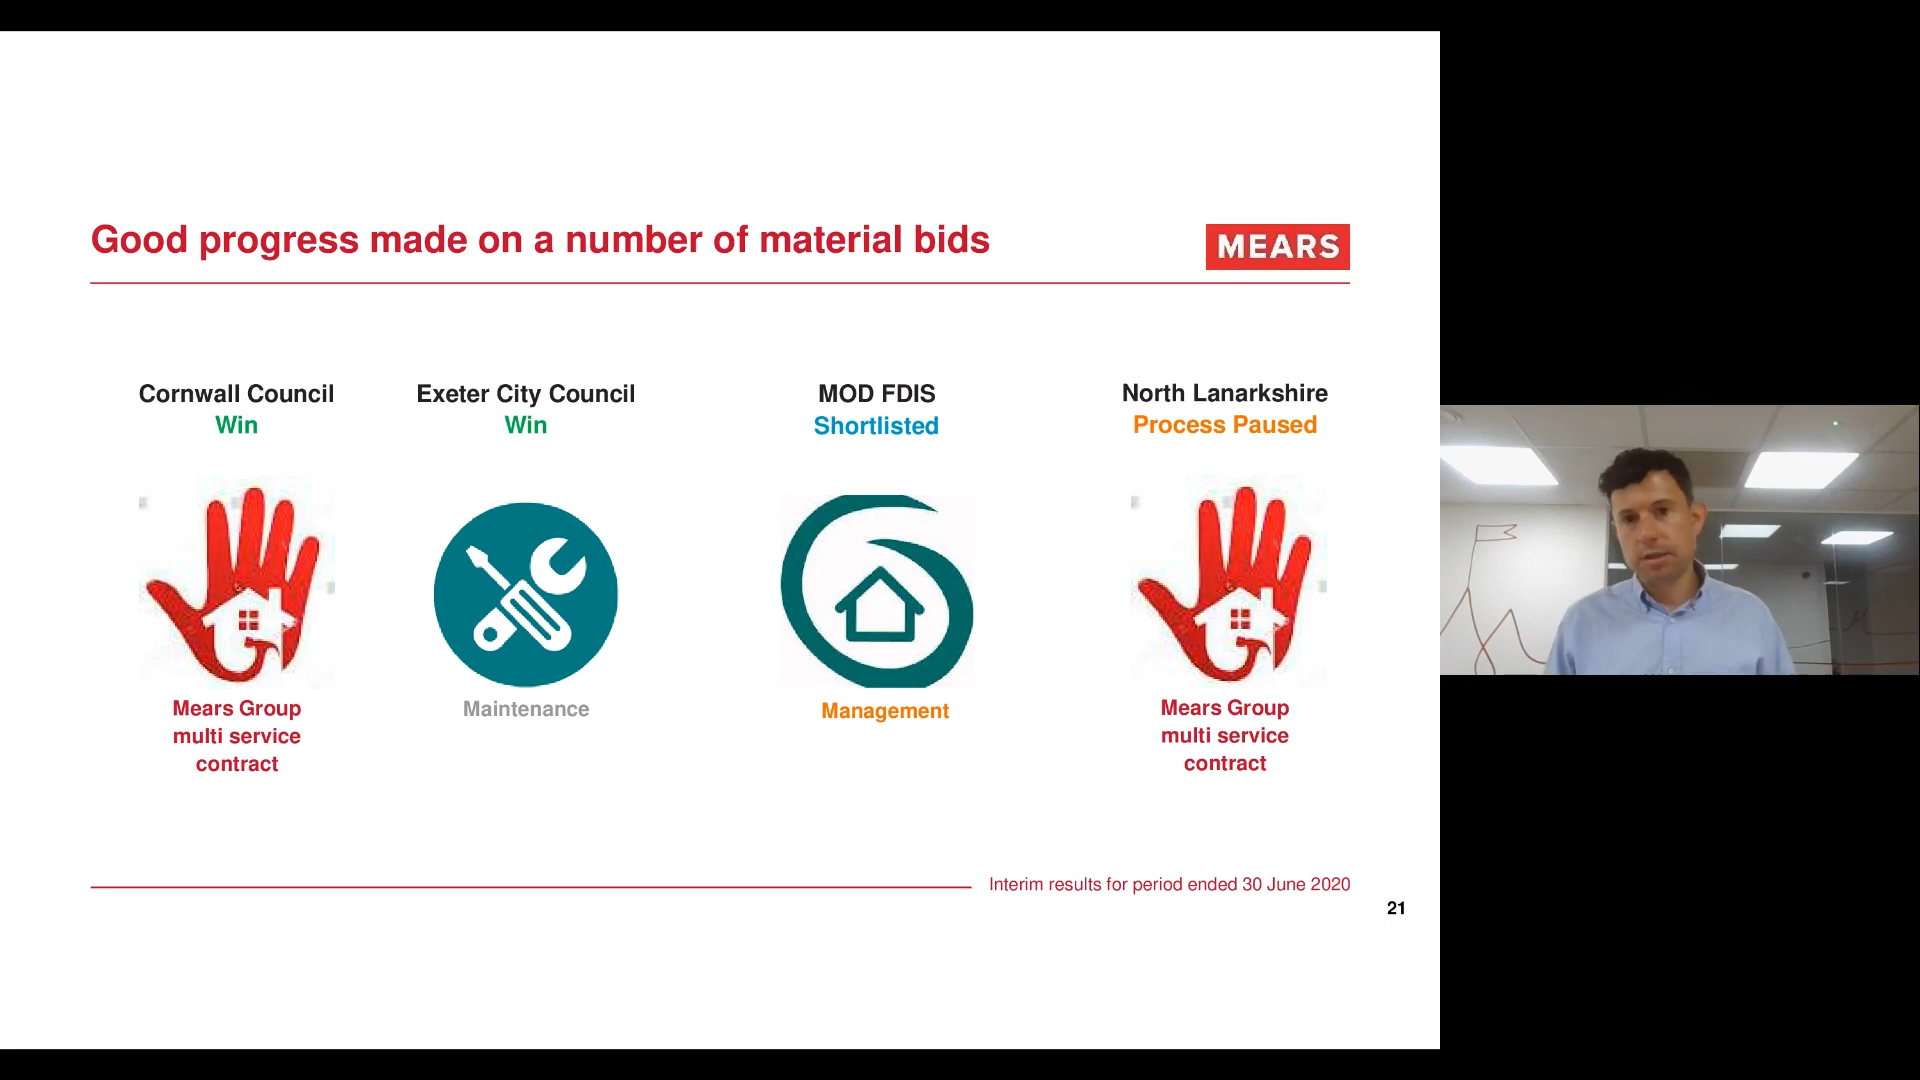 Good progress made on a number of material bids
MEARS
Cornwall Council
Win
Exeter City Council
Win
MOD FDIS
Shortlisted
North Lanarkshire
Process Paused
Mears Group
multi service
contract
Maintenance
Management
Mears Group
multi service
contract
Interim results for period ended 30 June 2020
21